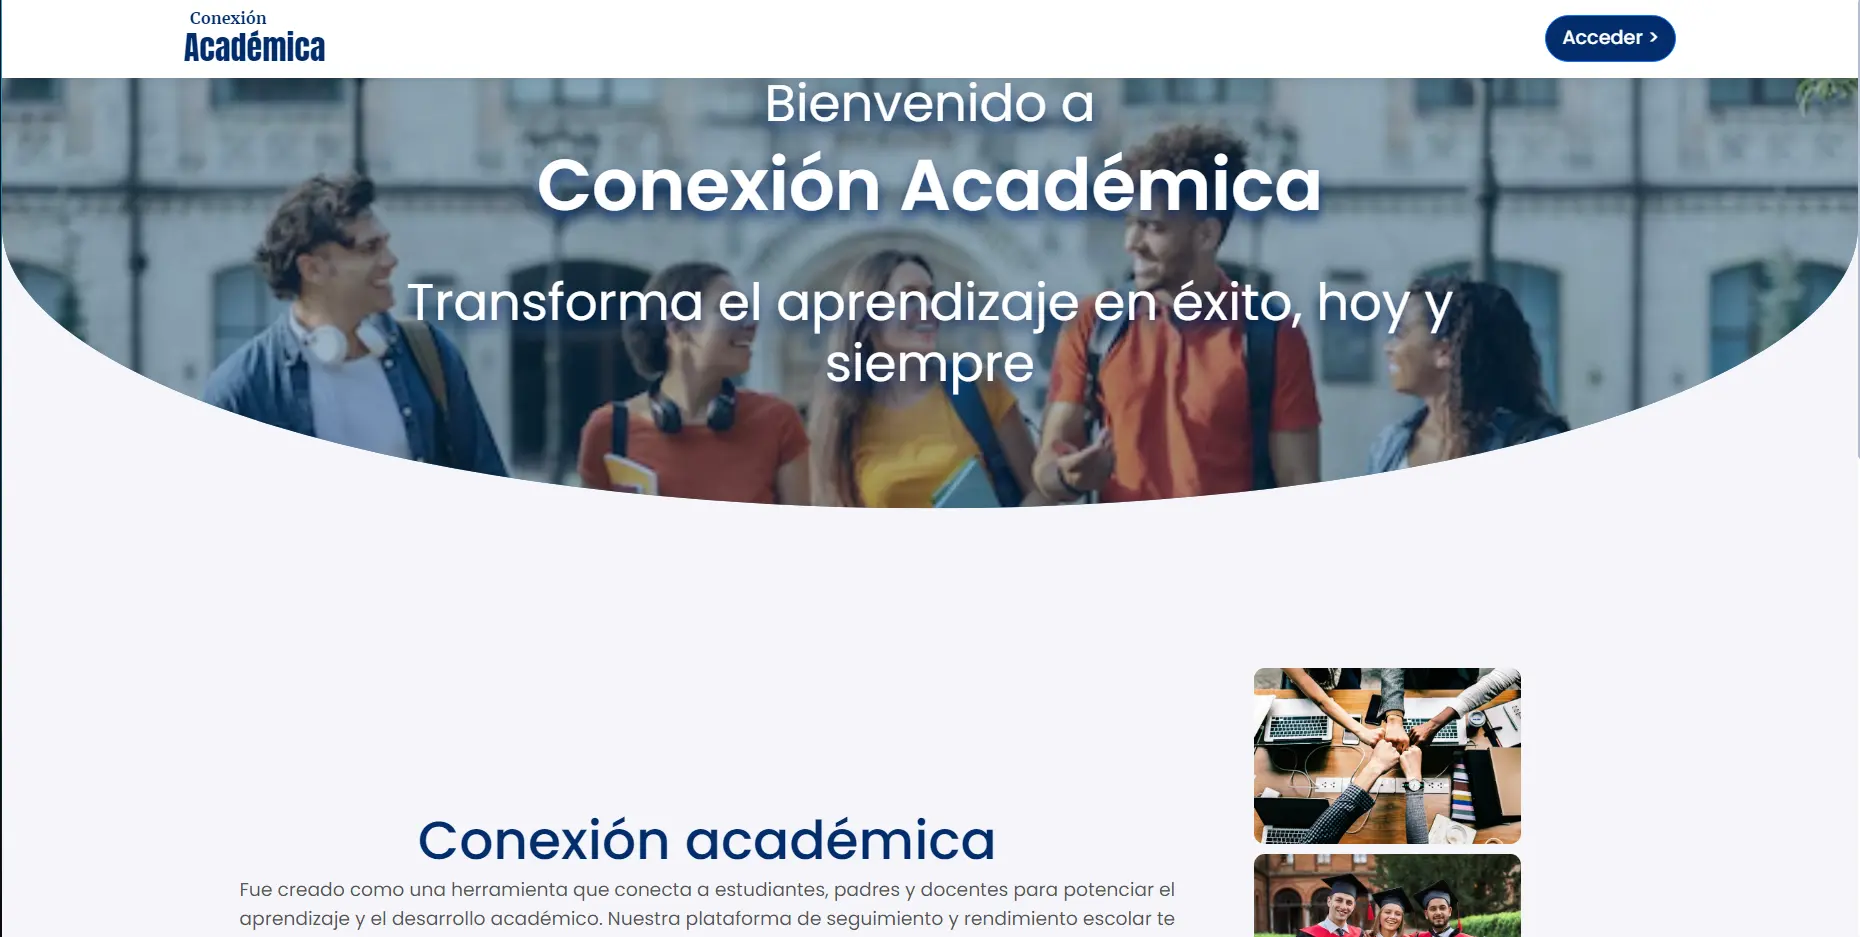 Conexión
Académica
Acceder >
Bienvenido a
Conexión Académica
Transforma el aprendizaje en éxito, hoy y
siempre
Conexión académica
Fue creado como una herramienta que conecta a estudiantes, padres y docentes para potenciar el
aprendizaje y el desarrollo académico. Nuestra plataforma de seguimiento y rendimiento escolar te